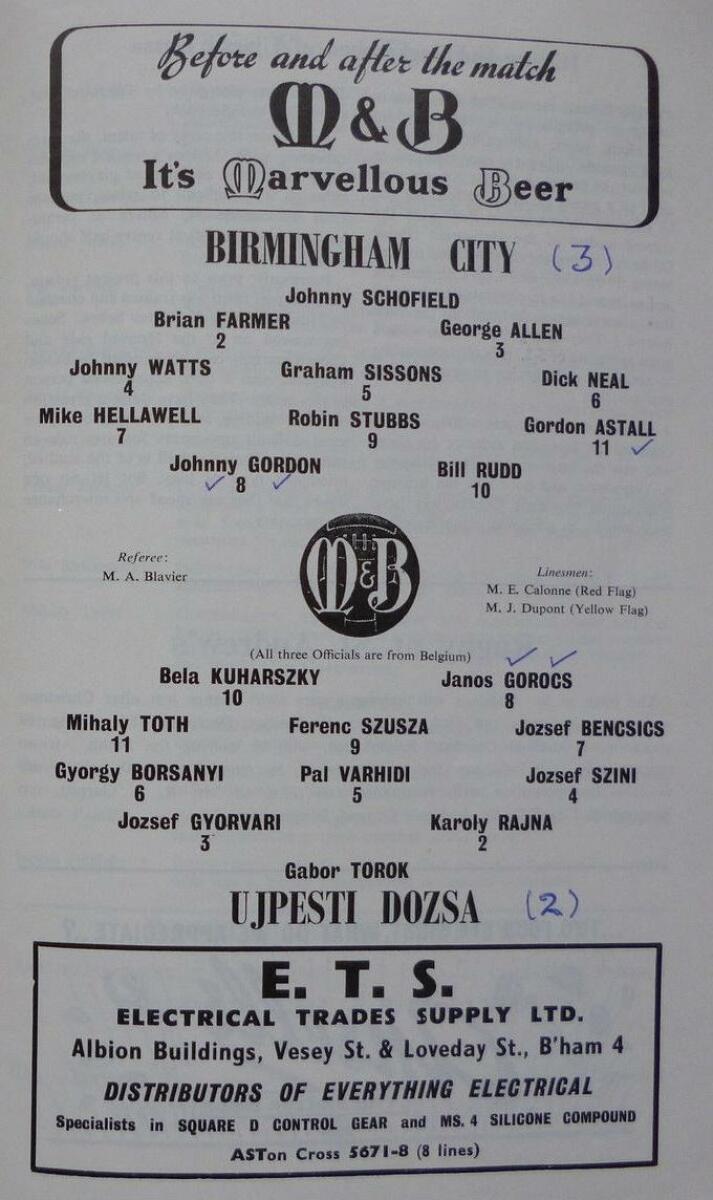 Before and after the match
M & B
It's Marvellous Beer
BIRMINGHAM CITY (3)
Johnny SCHOFIELD
Brian FARMER George ALLEN
2 3
Johnny WATTS Graham SISSONS Dick NEAL
4 5 6
Mike HELLAWELL Robin STUBBS Gordon ASTALL
7 9 11 ✓
Johnny GORDON Bill RUDD
✓ 8 ✓ 10
Referee:
M. A. Blavier
M & B
Linesmen:
M. E. Calonne (Red Flag)
M. J. Dupont (Yellow Flag)
(All three Officials are from Belgium) ✓ ✓
Bela KUHARSZKY Janos GOROCS
10 8
Mihaly TOTH Ferenc SZUSZA Jozsef BENCSICS
11 9 7
Gyorgy BORSANYI Pal VARHIDI Jozsef SZINI
6 5 4
Jozsef GYORVARI Karoly RAJNA
3 2
Gabor TOROK
UJPESTI DOZSA (2)
E. T. S.
ELECTRICAL TRADES SUPPLY LTD.
Albion Buildings, Vesey St. & Loveday St., B'ham 4
DISTRIBUTORS OF EVERYTHING ELECTRICAL
Specialists in SQUARE D CONTROL GEAR and MS. 4 SILICONE COMPOUND
ASTon Cross 5671-8 (8 lines)